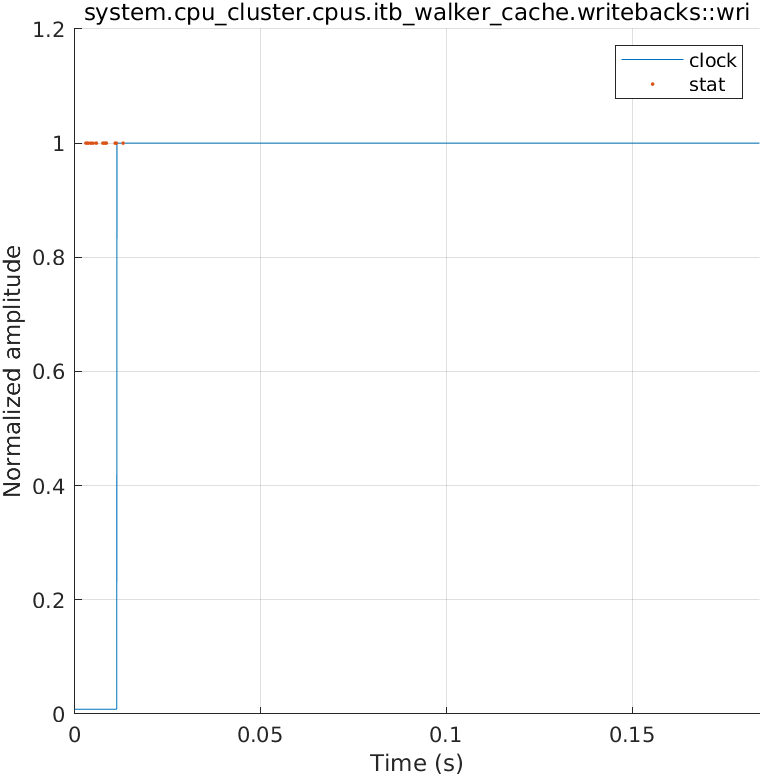 system.cpu_cluster.cpus.itb_walker_cache.writebacks::wri
1.2
1
0.8
0.6
0.4
0.2
0
Normalized amplitude
clock
stat
0
0.05
0.1
0.15
Time (s)